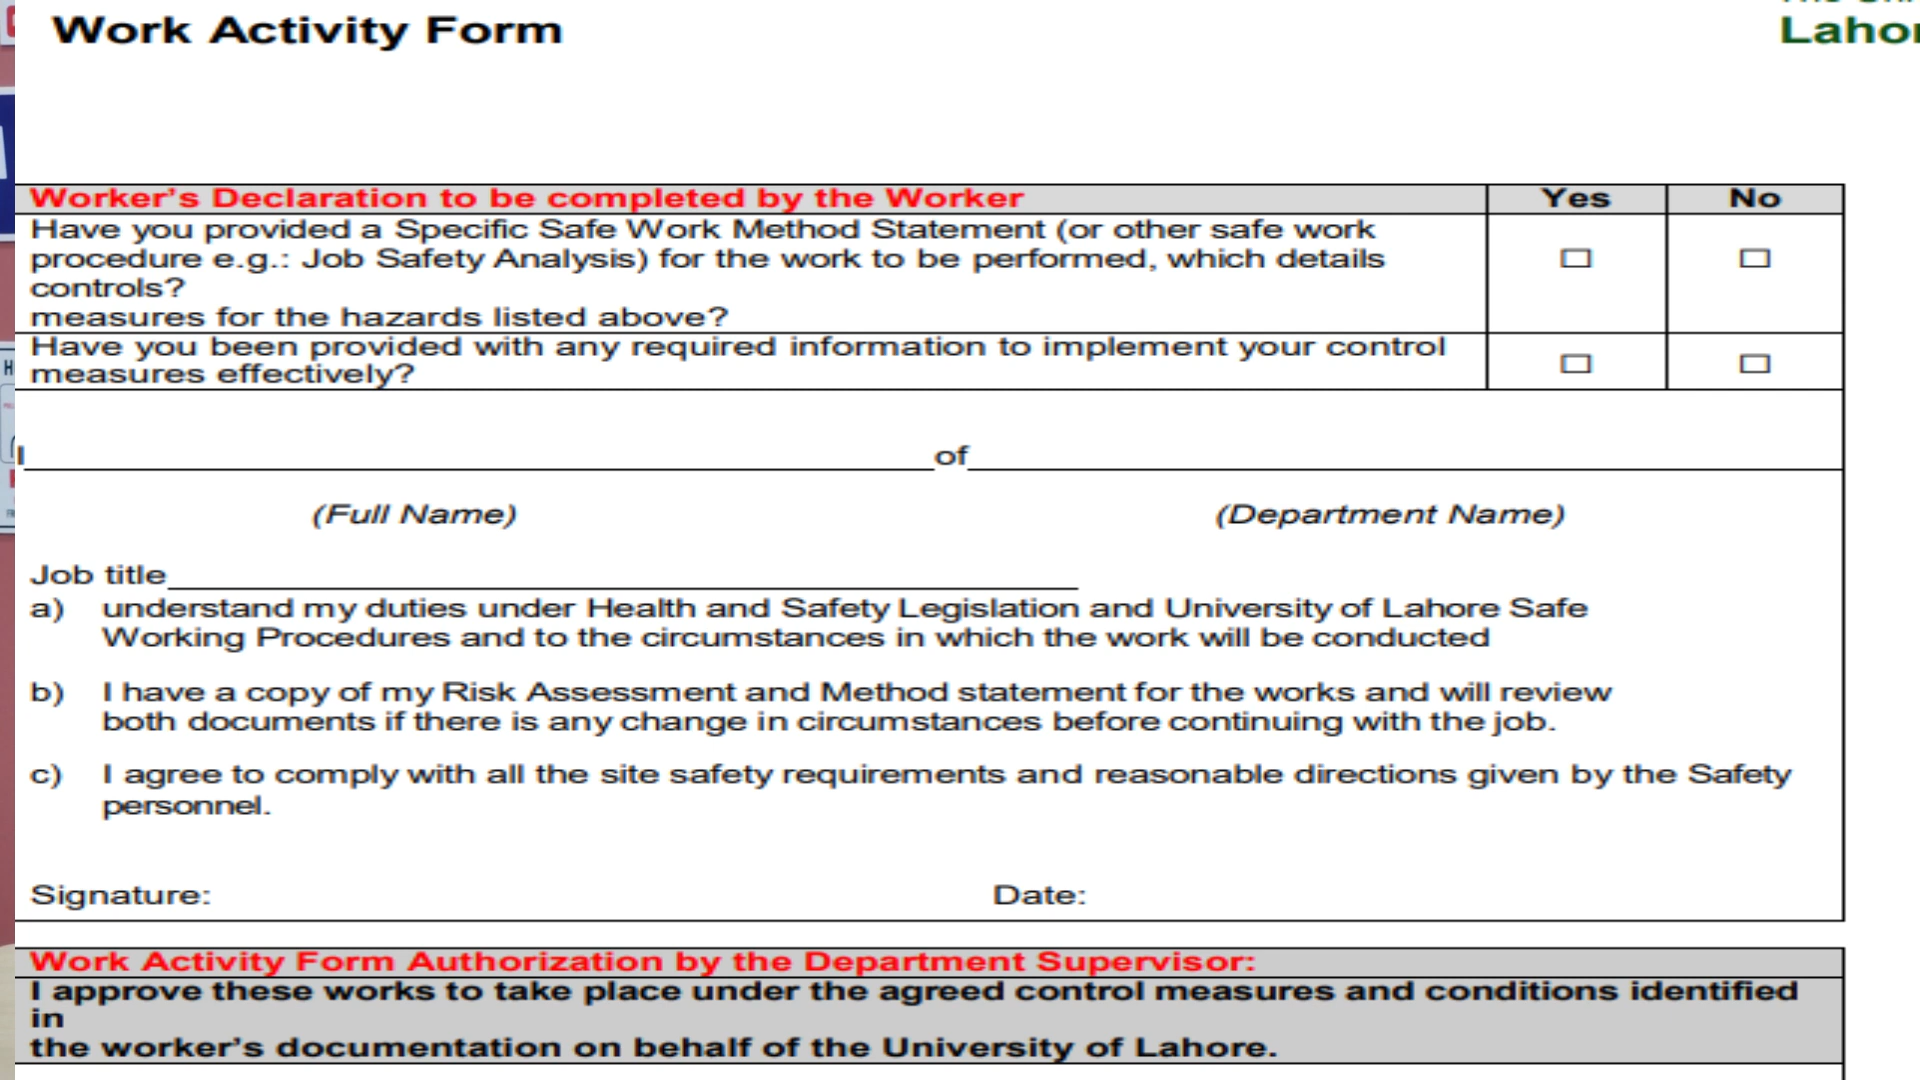 Work Activity Form
Lahor
Worker's Declaration to be completed by the Worker Yes No
Have you provided a Specific Safe Work Method Statement (or other safe work
procedure e.g.: Job Safety Analysis) for the work to be performed, which details ☐ ☐
controls?
measures for the hazards listed above?
Have you been provided with any required information to implement your control
measures effectively? ☐ ☐
I of
(Full Name) (Department Name)
Job title
a) understand my duties under Health and Safety Legislation and University of Lahore Safe
Working Procedures and to the circumstances in which the work will be conducted
b) I have a copy of my Risk Assessment and Method statement for the works and will review
both documents if there is any change in circumstances before continuing with the job.
c) I agree to comply with all the site safety requirements and reasonable directions given by the Safety
personnel.
Signature: Date:
Work Activity Form Authorization by the Department Supervisor:
I approve these works to take place under the agreed control measures and conditions identified
in
the worker's documentation on behalf of the University of Lahore.